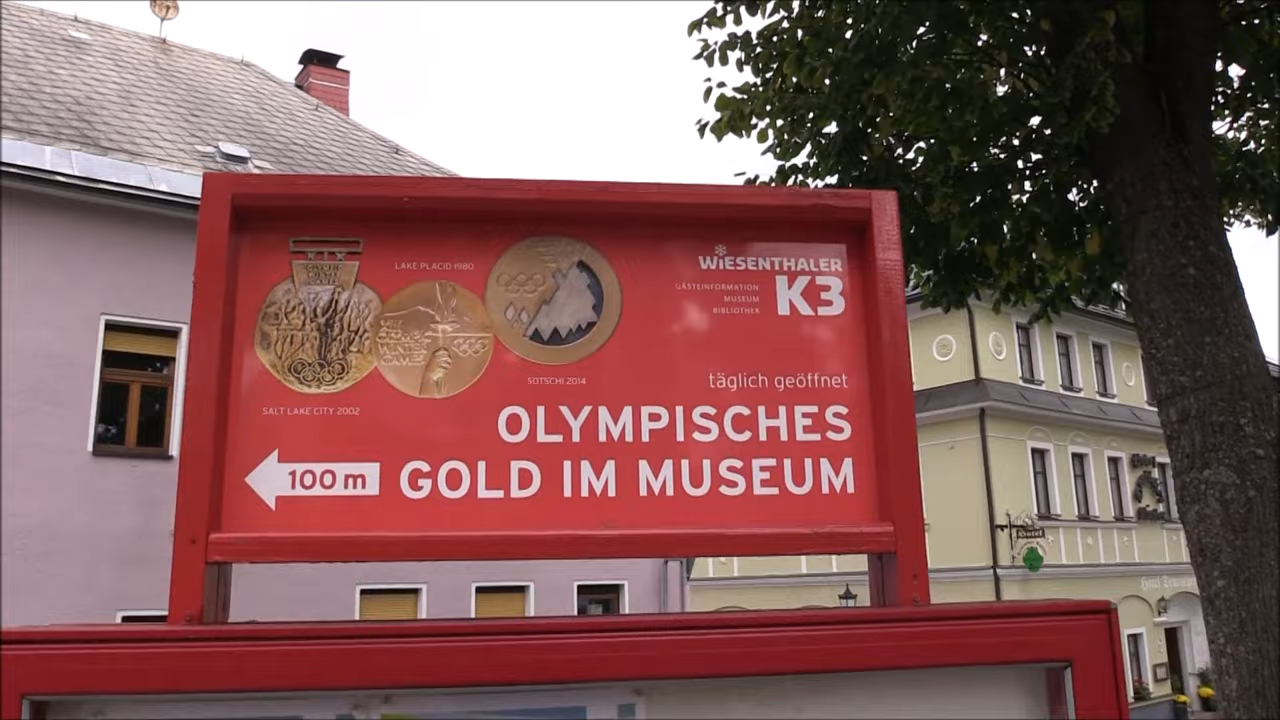 LAKE PLACID 1980
SALT LAKE CITY 2002
SOTSCHI 2014
WIESENTHALER
K3
GÄSTEINFORMATION
MUSEUM
BIBLIOTHEK
täglich geöffnet
OLYMPISCHES
GOLD IM MUSEUM
100 m
Hotel